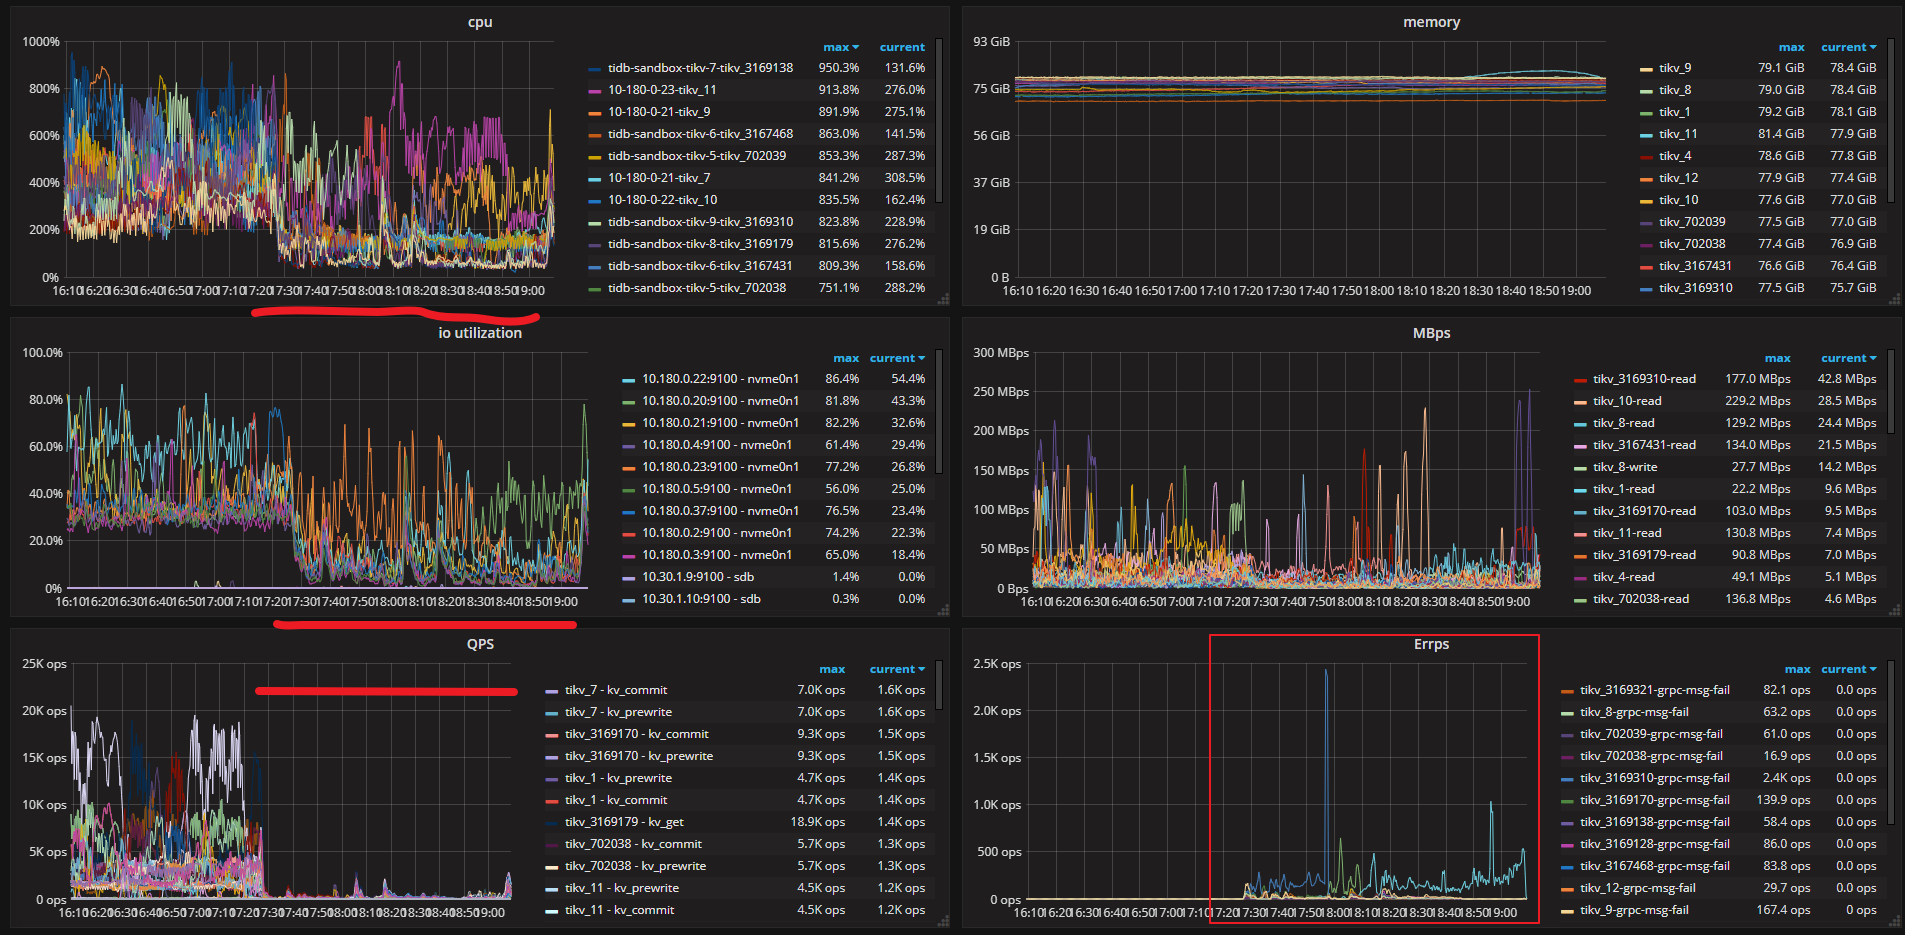 cpu
1000%
800%
600%
400%
200%
0%
16:10 16:20 16:30 16:40 16:50 17:00 17:10 17:20 17:30 17:40 17:50 18:00 18:10 18:20 18:30 18:40 18:50 19:00
max current
tidb-sandbox-tikv-7-tikv_3169138 950.3% 131.6%
10-180-0-23-tikv_11 913.8% 276.0%
10-180-0-21-tikv_9 891.9% 275.1%
tidb-sandbox-tikv-6-tikv_3167468 863.0% 141.5%
tidb-sandbox-tikv-5-tikv_702039 853.3% 287.3%
10-180-0-21-tikv_7 841.2% 308.5%
10-180-0-22-tikv_10 835.5% 162.4%
tidb-sandbox-tikv-9-tikv_3169310 823.8% 228.9%
tidb-sandbox-tikv-8-tikv_3169179 815.6% 276.2%
tidb-sandbox-tikv-6-tikv_3167431 809.3% 158.6%
tidb-sandbox-tikv-5-tikv_702038 751.1% 288.2%
memory
93 GiB
75 GiB
56 GiB
37 GiB
19 GiB
0 B
16:10 16:20 16:30 16:40 16:50 17:00 17:10 17:20 17:30 17:40 17:50 18:00 18:10 18:20 18:30 18:40 18:50 19:00
max current
tikv_9 79.1 GiB 78.4 GiB
tikv_8 79.0 GiB 78.4 GiB
tikv_1 79.2 GiB 78.1 GiB
tikv_11 81.4 GiB 77.9 GiB
tikv_4 78.6 GiB 77.8 GiB
tikv_12 77.9 GiB 77.4 GiB
tikv_10 77.6 GiB 77.0 GiB
tikv_702039 77.5 GiB 77.0 GiB
tikv_702038 77.4 GiB 76.9 GiB
tikv_3167431 76.6 GiB 76.4 GiB
tikv_3169310 77.5 GiB 75.7 GiB
io utilization
100.0%
80.0%
60.0%
40.0%
20.0%
0%
16:10 16:20 16:30 16:40 16:50 17:00 17:10 17:20 17:30 17:40 17:50 18:00 18:10 18:20 18:30 18:40 18:50 19:00
max current
10.180.0.22:9100 - nvme0n1 86.4% 54.4%
10.180.0.20:9100 - nvme0n1 81.8% 43.3%
10.180.0.21:9100 - nvme0n1 82.2% 32.6%
10.180.0.4:9100 - nvme0n1 61.4% 29.4%
10.180.0.23:9100 - nvme0n1 77.2% 26.8%
10.180.0.5:9100 - nvme0n1 56.0% 25.0%
10.180.0.37:9100 - nvme0n1 76.5% 23.4%
10.180.0.2:9100 - nvme0n1 74.2% 22.3%
10.180.0.3:9100 - nvme0n1 65.0% 18.4%
10.30.1.9:9100 - sdb 1.4% 0.0%
10.30.1.10:9100 - sdb 0.3% 0.0%
MBps
300 MBps
250 MBps
200 MBps
150 MBps
100 MBps
50 MBps
0 Bps
16:10 16:20 16:30 16:40 16:50 17:00 17:10 17:20 17:30 17:40 17:50 18:00 18:10 18:20 18:30 18:40 18:50 19:00
max current
tikv_3169310-read 177.0 MBps 42.8 MBps
tikv_10-read 229.2 MBps 28.5 MBps
tikv_8-read 129.2 MBps 24.4 MBps
tikv_3167431-read 134.0 MBps 21.5 MBps
tikv_8-write 27.7 MBps 14.2 MBps
tikv_1-read 22.2 MBps 9.6 MBps
tikv_3169170-read 103.0 MBps 9.5 MBps
tikv_11-read 130.8 MBps 7.4 MBps
tikv_3169179-read 90.8 MBps 7.0 MBps
tikv_4-read 49.1 MBps 5.1 MBps
tikv_702038-read 136.8 MBps 4.6 MBps
QPS
25K ops
20K ops
15K ops
10K ops
5K ops
0 ops
16:10 16:20 16:30 16:40 16:50 17:00 17:10 17:20 17:30 17:40 17:50 18:00 18:10 18:20 18:30 18:40 18:50 19:00
max current
tikv_7 - kv_commit 7.0K ops 1.6K ops
tikv_7 - kv_prewrite 7.0K ops 1.6K ops
tikv_3169170 - kv_commit 9.3K ops 1.5K ops
tikv_3169170 - kv_prewrite 9.3K ops 1.5K ops
tikv_1 - kv_prewrite 4.7K ops 1.4K ops
tikv_1 - kv_commit 4.7K ops 1.4K ops
tikv_3169179 - kv_get 18.9K ops 1.4K ops
tikv_702038 - kv_commit 5.7K ops 1.3K ops
tikv_702038 - kv_prewrite 5.7K ops 1.3K ops
tikv_11 - kv_prewrite 4.5K ops 1.2K ops
tikv_11 - kv_commit 4.5K ops 1.2K ops
Errps
2.5K ops
2.0K ops
1.5K ops
1.0K ops
500 ops
0 ops
16:10 16:20 16:30 16:40 16:50 17:00 17:10 17:20 17:30 17:40 17:50 18:00 18:10 18:20 18:30 18:40 18:50 19:00
max current
tikv_3169321-grpc-msg-fail 82.1 ops 0.0 ops
tikv_8-grpc-msg-fail 63.2 ops 0.0 ops
tikv_702039-grpc-msg-fail 61.0 ops 0.0 ops
tikv_702038-grpc-msg-fail 16.9 ops 0.0 ops
tikv_3169310-grpc-msg-fail 2.4K ops 0.0 ops
tikv_3169170-grpc-msg-fail 139.9 ops 0.0 ops
tikv_3169138-grpc-msg-fail 58.4 ops 0.0 ops
tikv_3169128-grpc-msg-fail 86.0 ops 0.0 ops
tikv_3167468-grpc-msg-fail 83.8 ops 0.0 ops
tikv_12-grpc-msg-fail 29.7 ops 0.0 ops
tikv_9-grpc-msg-fail 167.4 ops 0 ops